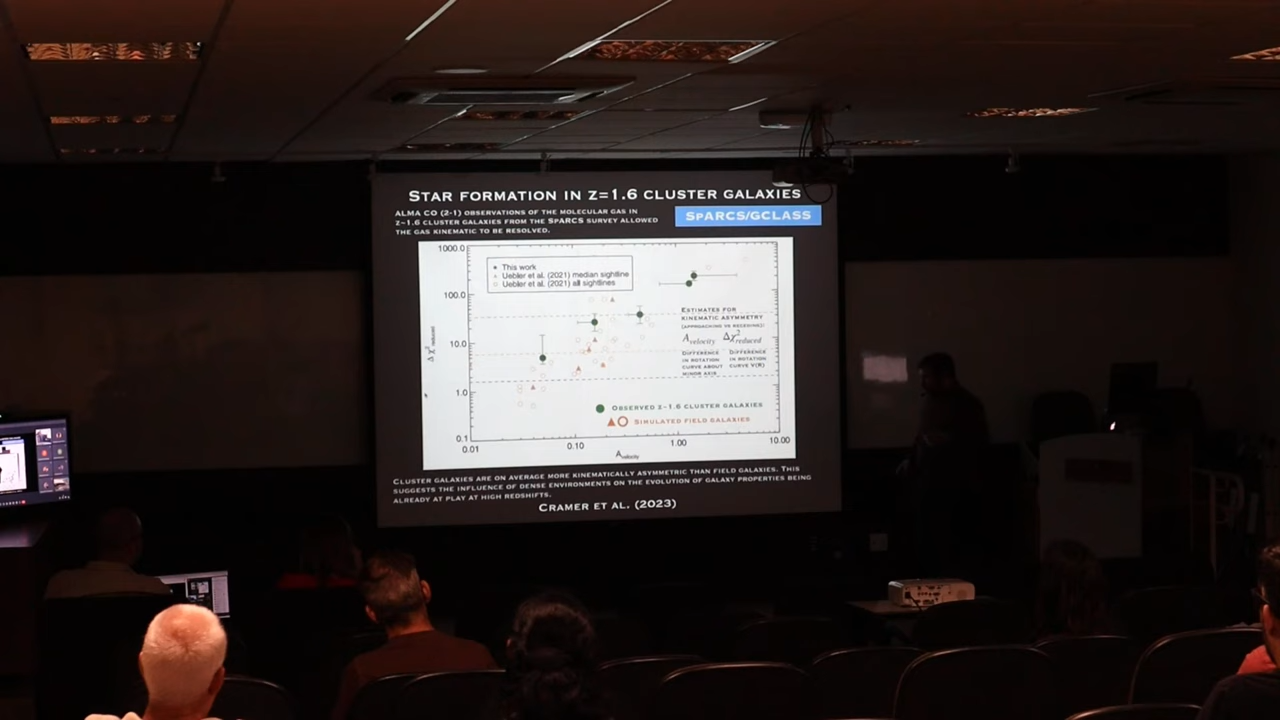 STAR FORMATION IN Z=1.6 CLUSTER GALAXIES
ALMA CO (2-1) OBSERVATIONS OF THE MOLECULAR GAS IN
Z~1.6 CLUSTER GALAXIES FROM THE SPARCS SURVEY ALLOWED
THE GAS KINEMATIC TO BE RESOLVED.
SPARCS/GCLASS
1000.0
100.0
10.0
1.0
0.1
Δχ²reduced
This work
Uebler et al. (2021) median sightline
Uebler et al. (2021) all sightlines
ESTIMATES FOR
KINEMATIC ASYMMETRY
(APPROACHING VS RECEDING):
Avelocity Δχ²reduced
DIFFERENCE
IN ROTATION
CURVE ABOUT
MINOR AXIS
DIFFERENCE
IN ROTATION
CURVE V(R)
OBSERVED Z~1.6 CLUSTER GALAXIES
SIMULATED FIELD GALAXIES
0.01 0.10 1.00 10.00
Avelocity
CLUSTER GALAXIES ARE ON AVERAGE MORE KINEMATICALLY ASYMMETRIC THAN FIELD GALAXIES. THIS
SUGGESTS THE INFLUENCE OF DENSE ENVIRONMENTS ON THE EVOLUTION OF GALAXY PROPERTIES BEING
ALREADY AT PLAY AT HIGH REDSHIFTS.
CRAMER ET AL. (2023)